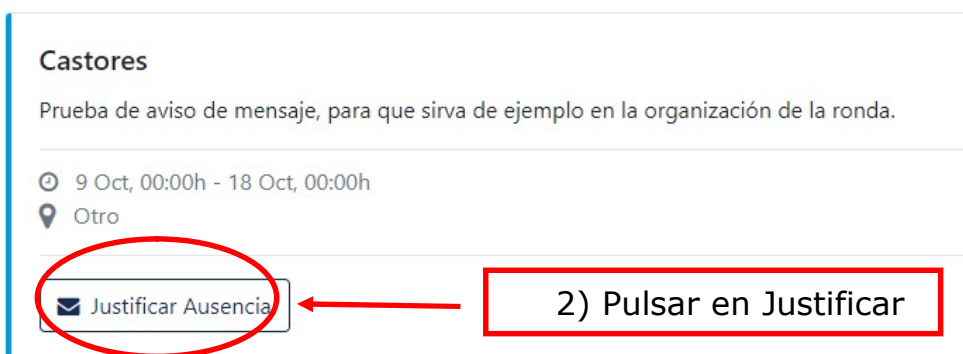 Castores
Prueba de aviso de mensaje, para que sirva de ejemplo en la organización de la ronda.
9 Oct, 00:00h - 18 Oct, 00:00h
Otro
Justificar Ausencia
2) Pulsar en Justificar